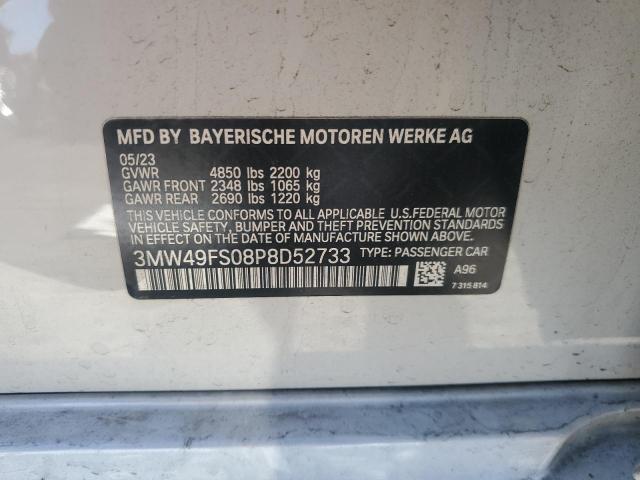 MFD BY BAYERISCHE MOTOREN WERKE AG
05/23
GVWR 4850 lbs 2200 kg
GAWR FRONT 2348 lbs 1065 kg
GAWR REAR 2690 lbs 1220 kg
THIS VEHICLE CONFORMS TO ALL APPLICABLE U.S.FEDERAL MOTOR
VEHICLE SAFETY, BUMPER AND THEFT PREVENTION STANDARDS
IN EFFECT ON THE DATE OF MANUFACTURE SHOWN ABOVE.
3MW49FS08P8D52733 TYPE: PASSENGER CAR
A96
7 315 814